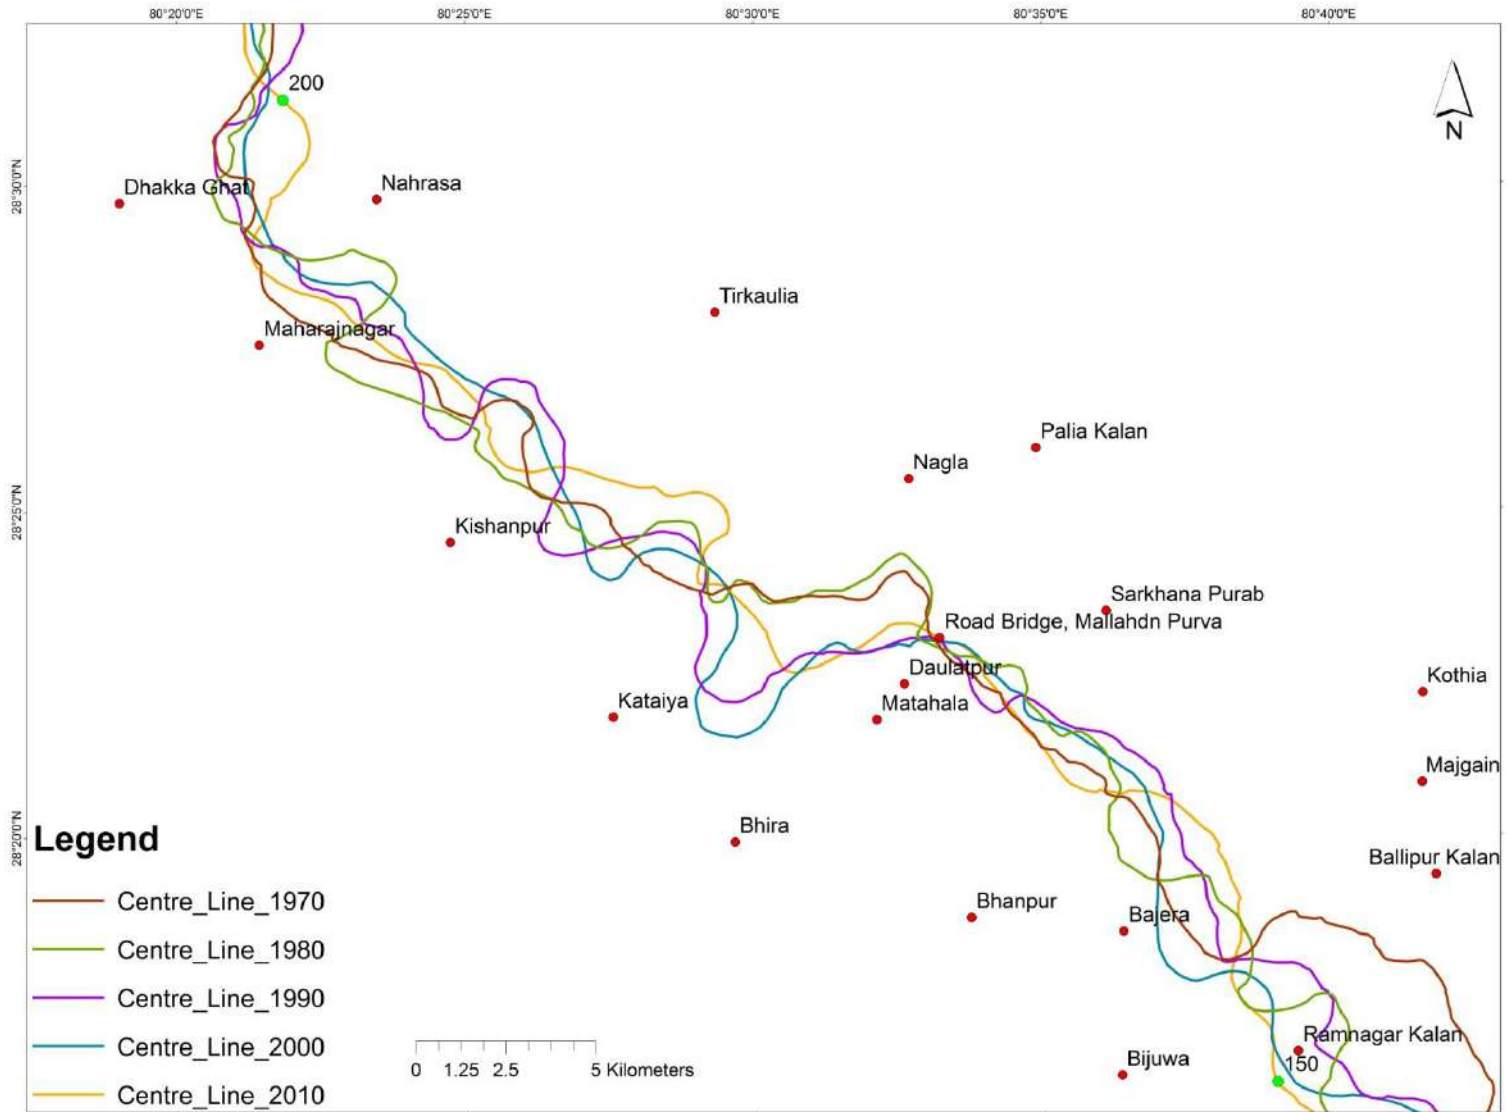 80°20'0"E
80°25'0"E
80°30'0"E
80°35'0"E
80°40'0"E
200
N
28°30'0"N
Dhakka Ghat
Nahrasa
Tirkaulia
Maharajnagar
Palia Kalan
Nagla
28°25'0"N
Kishanpur
Sarkhana Purab
Road Bridge, Mallahdn Purva
Daulatpur
Kothia
Kataiya
Matahala
Majgain
28°20'0"N
Bhira
Ballipur Kalan
Bhanpur
Bajera
Ramnagar Kalan
150
Bijuwa
Legend
Centre_Line_1970
Centre_Line_1980
Centre_Line_1990
Centre_Line_2000
Centre_Line_2010
0 1.25 2.5 5 Kilometers